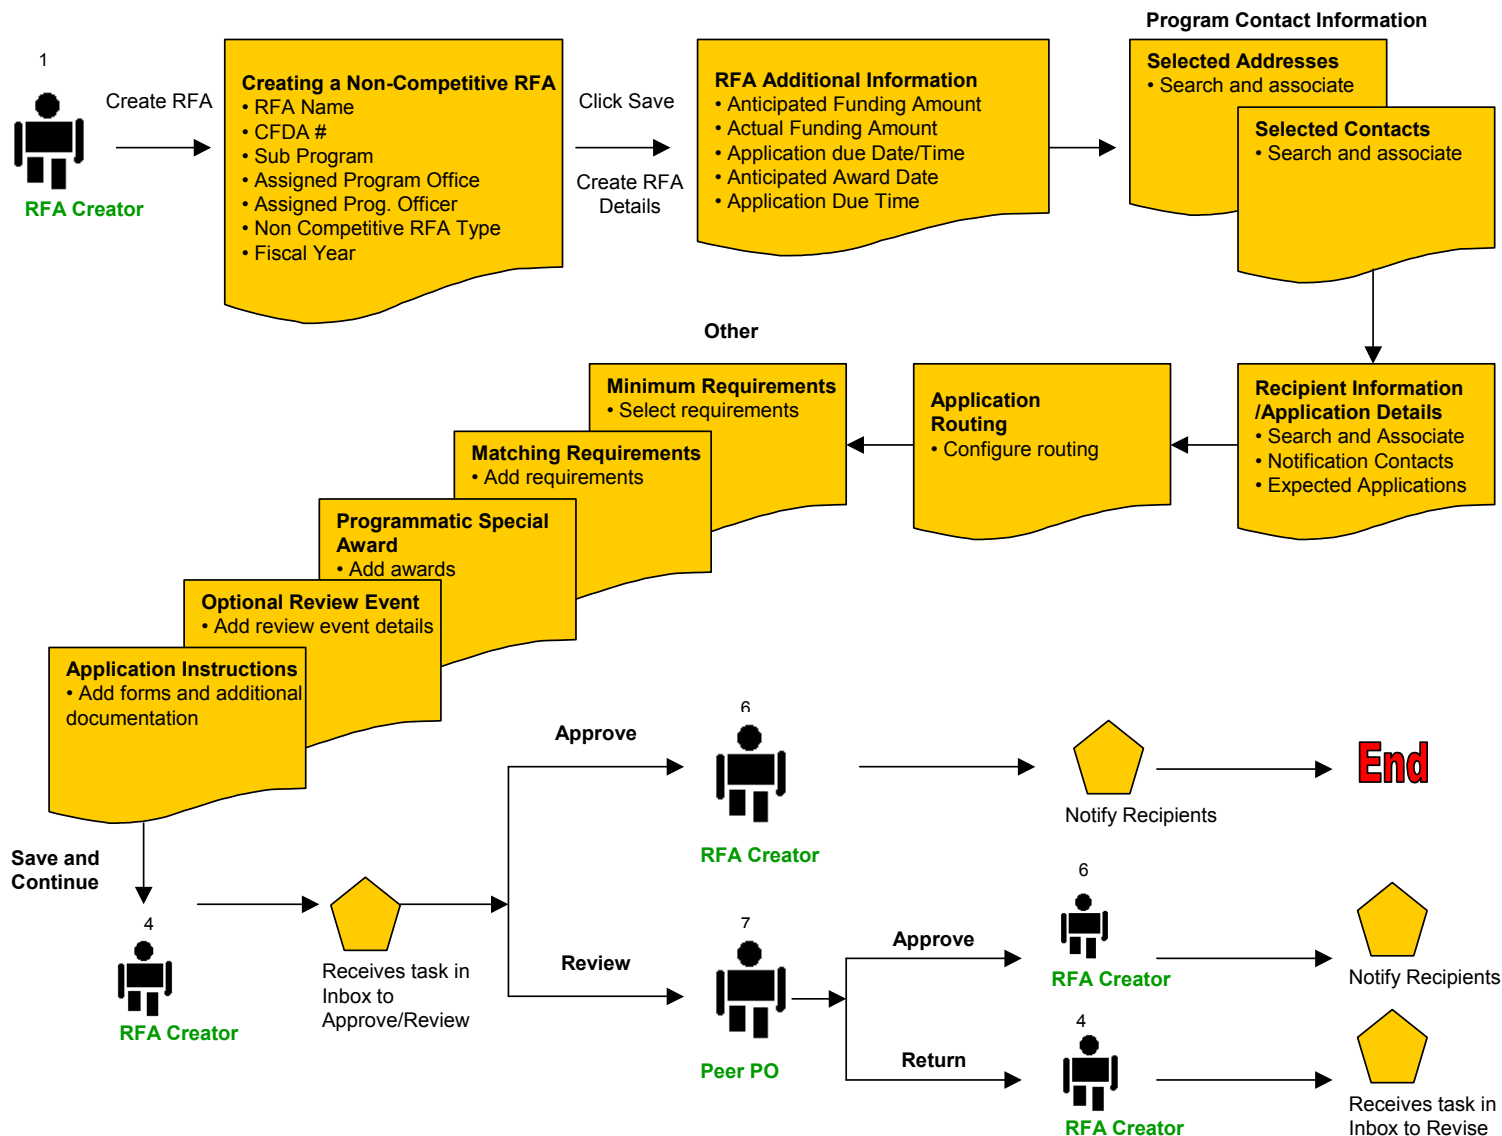 Program Contact Information
1
RFA Creator
Create RFA
Creating a Non-Competitive RFA
• RFA Name
• CFDA #
• Sub Program
• Assigned Program Office
• Assigned Prog. Officer
• Non Competitive RFA Type
• Fiscal Year
Click Save
Create RFA
Details
RFA Additional Information
• Anticipated Funding Amount
• Actual Funding Amount
• Application due Date/Time
• Anticipated Award Date
• Application Due Time
Selected Addresses
• Search and associate
Selected Contacts
• Search and associate
Recipient Information
/Application Details
• Search and Associate
• Notification Contacts
• Expected Applications
Application
Routing
• Configure routing
Other
Minimum Requirements
• Select requirements
Matching Requirements
• Add requirements
Programmatic Special
Award
• Add awards
Optional Review Event
• Add review event details
Application Instructions
• Add forms and additional
documentation
Save and
Continue
4
RFA Creator
Receives task in
Inbox to
Approve/Review
Approve
6
RFA Creator
Notify Recipients
End
Review
7
Peer PO
Approve
6
RFA Creator
Notify Recipients
Return
4
RFA Creator
Receives task in
Inbox to Revise